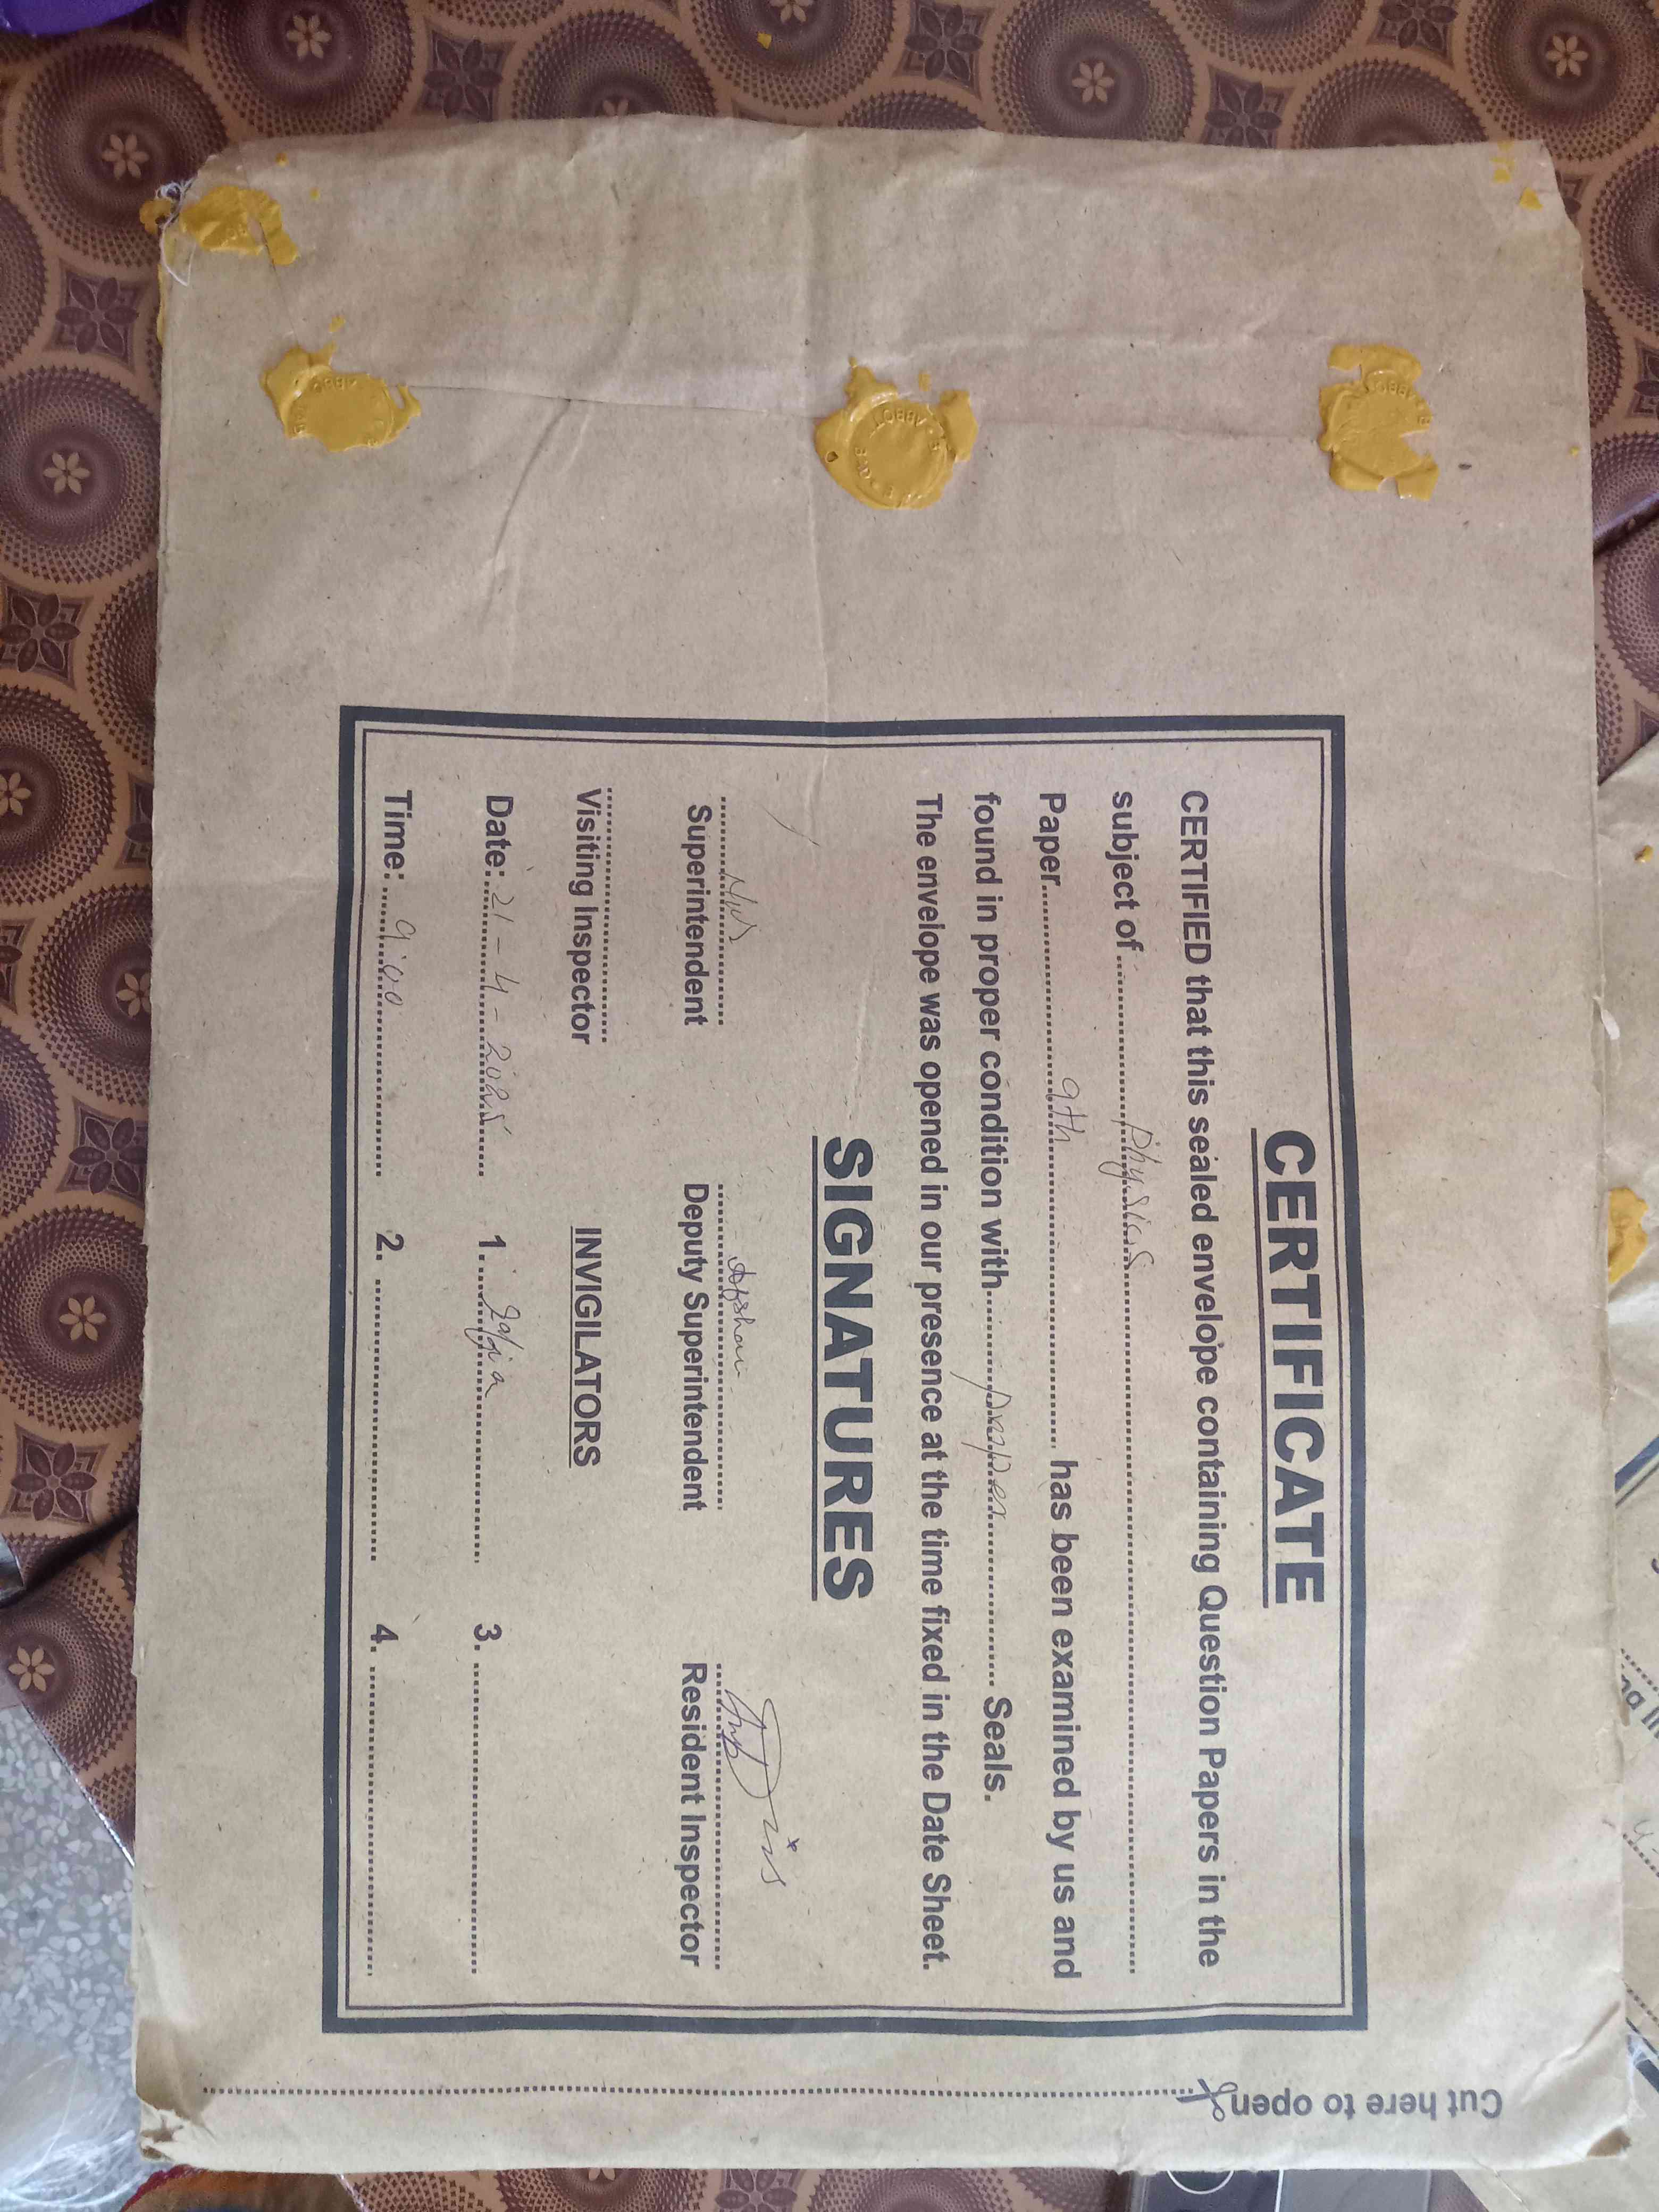 CERTIFICATE
CERTIFIED that this sealed envelope containing Question Papers in the
subject of Physics
Paper 9th has been examined by us and
found in proper condition with proper Seals.
The envelope was opened in our presence at the time fixed in the Date Sheet.
SIGNATURES
Afshan
Superintendent Deputy Superintendent Resident Inspector
Visiting Inspector INVIGILATORS
Date: 21-4-2025 1. 3.
Time: 9:00 2. 4.
Cut here to open